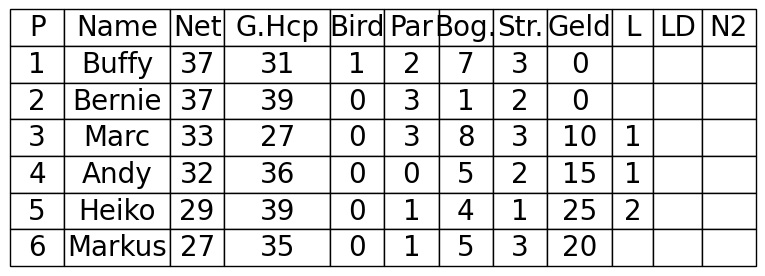 P Name Net G.Hcp Bird Par Bog. Str. Geld L LD N2
1 Buffy 37 31 1 2 7 3 0
2 Bernie 37 39 0 3 1 2 0
3 Marc 33 27 0 3 8 3 10 1
4 Andy 32 36 0 0 5 2 15 1
5 Heiko 29 39 0 1 4 1 25 2
6 Markus 27 35 0 1 5 3 20